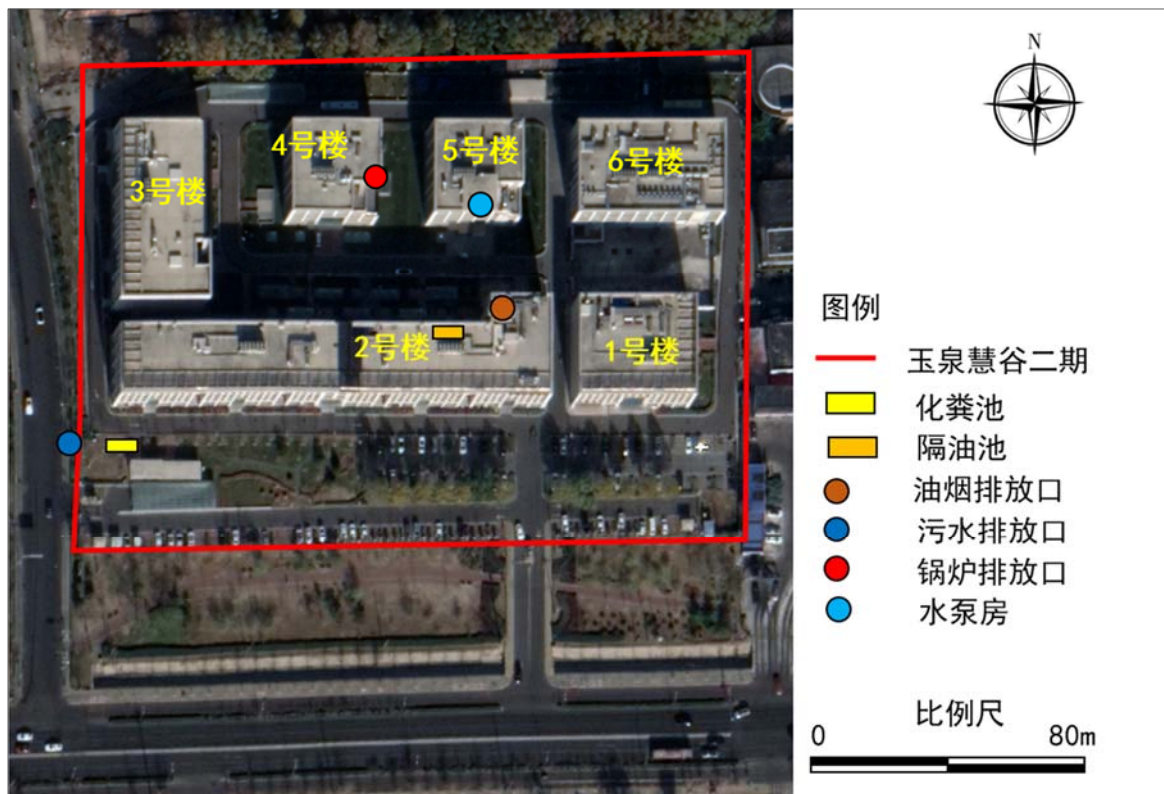 N
4号楼
5号楼
6号楼
3号楼
2号楼
1号楼
图例
玉泉慧谷二期
化粪池
隔油池
油烟排放口
污水排放口
锅炉排放口
水泵房
比例尺
0 80m